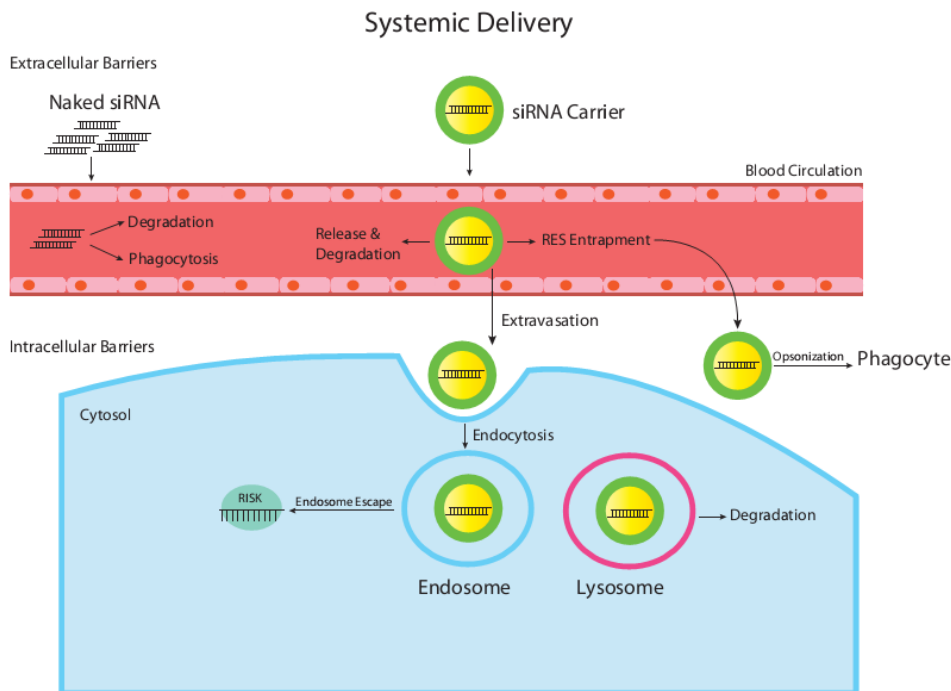 Systemic Delivery
Extracellular Barriers
Naked siRNA
siRNA Carrier
Blood Circulation
Degradation
Phagocytosis
Release &
Degradation
RES Entrapment
Extravasation
Intracellular Barriers
Opsonization
Phagocyte
Cytosol
Endocytosis
RISK
Endosome Escape
Degradation
Endosome
Lysosome